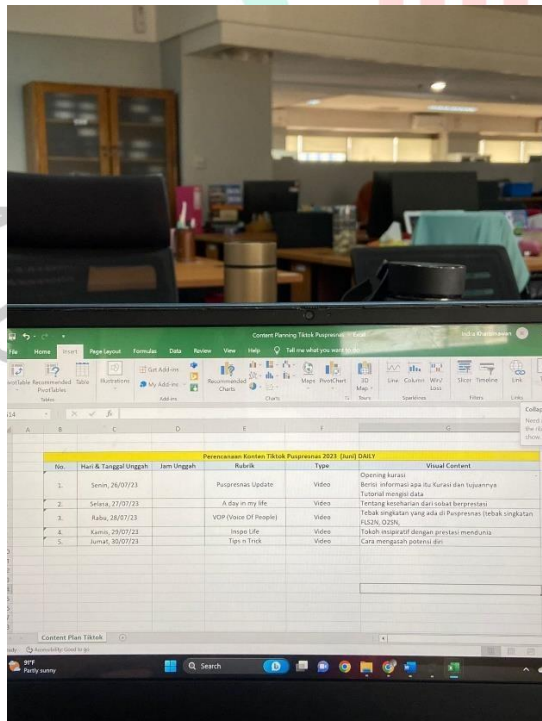 Content Planning Tiktok Puspresnas - Excel
File Home Insert Page Layout Formulas Data Review View Help Tell me what you want to do
PivotTable Recommended PivotTables Table Illustrations Get Add-ins My Add-ins Recommended Charts Maps PivotChart 3D Map Line Column Win/Loss Slicer Timeline Link
Tables Add-ins Charts Tours Sparklines Filters Links
A B C D E F G
Perencanaan Konten Tiktok Puspresnas 2023 (Juni) DAILY
No. Hari & Tanggal Unggah Jam Unggah Rubrik Type Visual Content
Opening kurasi
1. Senin, 26/07/23 Puspresnas Update Video Berisi informasi apa itu Kurasi dan tujuannya
Tutorial mengisi data
2. Selasa, 27/07/23 A day in my life Video Tentang keseharian dari sobat berprestasi
3. Rabu, 28/07/23 VOP (Voice Of People) Video Tebak singkatan yang ada di Puspresnas (tebak singkatan
FLS2N, O2SN,
4. Kamis, 29/07/23 Inspo Life Video Tokoh inspiratif dengan prestasi mendunia
5. Jumat, 30/07/23 Tips n Trick Video Cara mengasah potensi diri
Content Plan Tiktok
Accessibility: Good to go
91°F
Partly sunny
Search